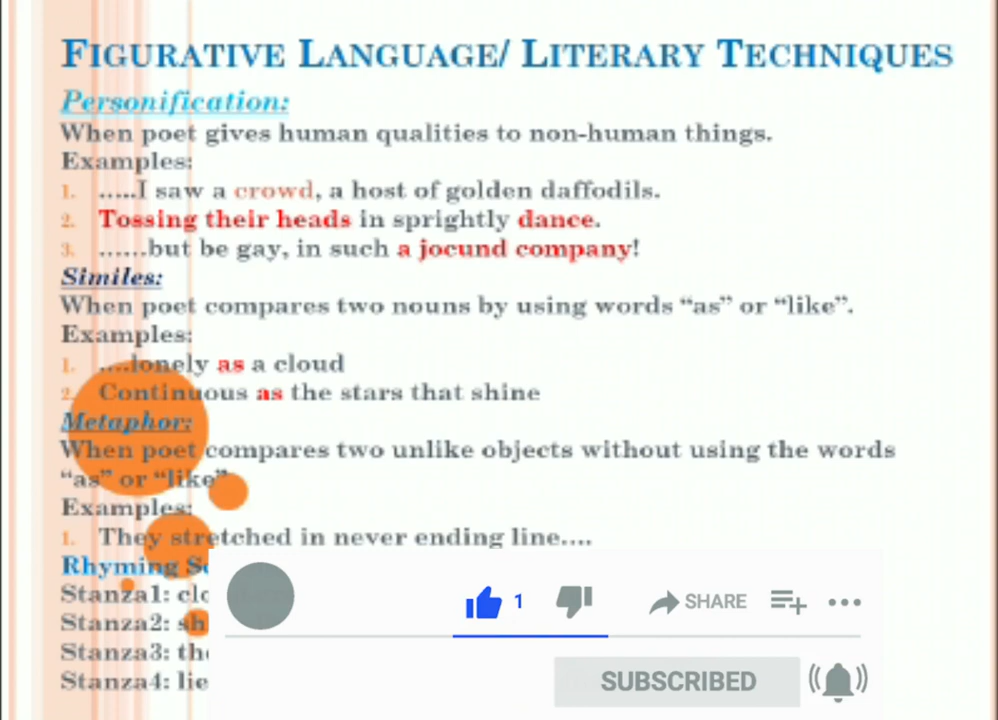 FIGURATIVE LANGUAGE/ LITERARY TECHNIQUES
Personification:
When poet gives human qualities to non-human things.
Examples:
1. .....I saw a crowd, a host of golden daffodils.
2. Tossing their heads in sprightly dance.
3. ......but be gay, in such a jocund company!
Similes:
When poet compares two nouns by using words “as” or “like”.
Examples:
1. ....lonely as a cloud
2. Continuous as the stars that shine
Metaphor:
When poet compares two unlike objects without using the words
“as” or “like”
Examples:
1. They stretched in never ending line....
Rhyming
Stanza1:
Stanza2:
Stanza3:
Stanza4:
1 SHARE
SUBSCRIBED